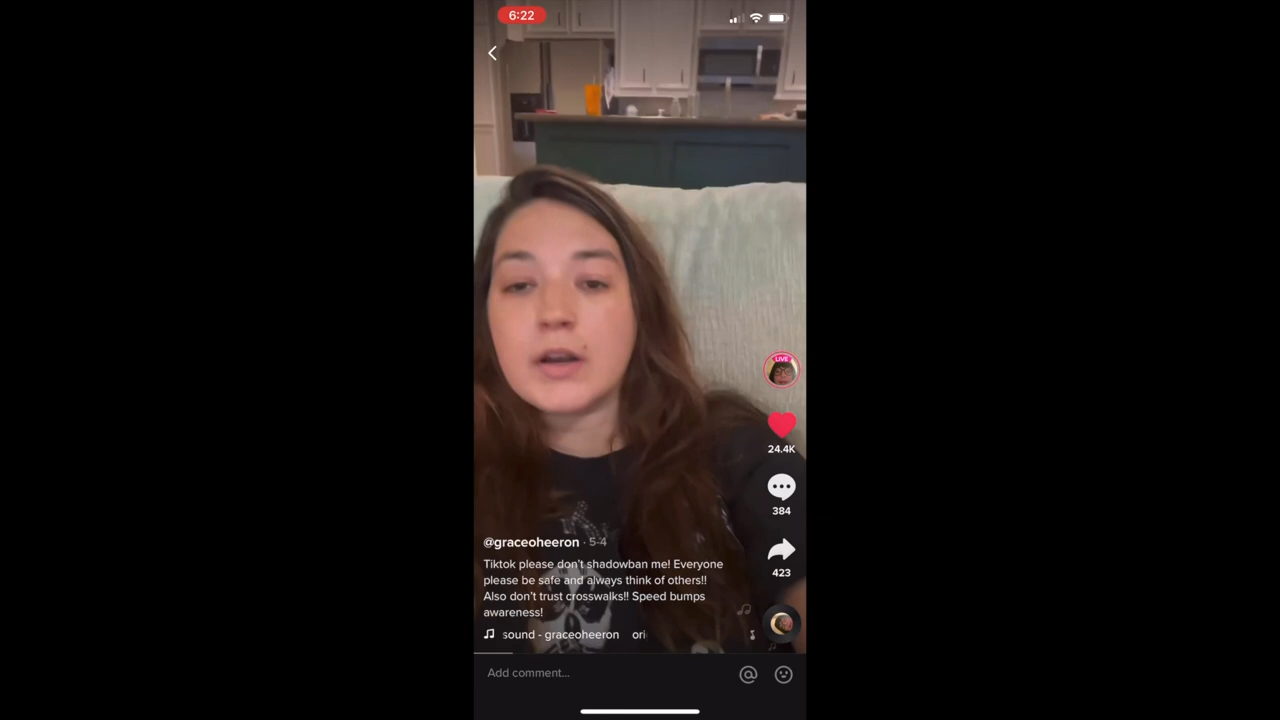 6:22
LIVE
24.4K
384
423
@graceoheeron · 5-4
Tiktok please don't shadowban me! Everyone
please be safe and always think of others!!
Also don't trust crosswalks!! Speed bumps
awareness!
sound - graceoheeron ori
Add comment...